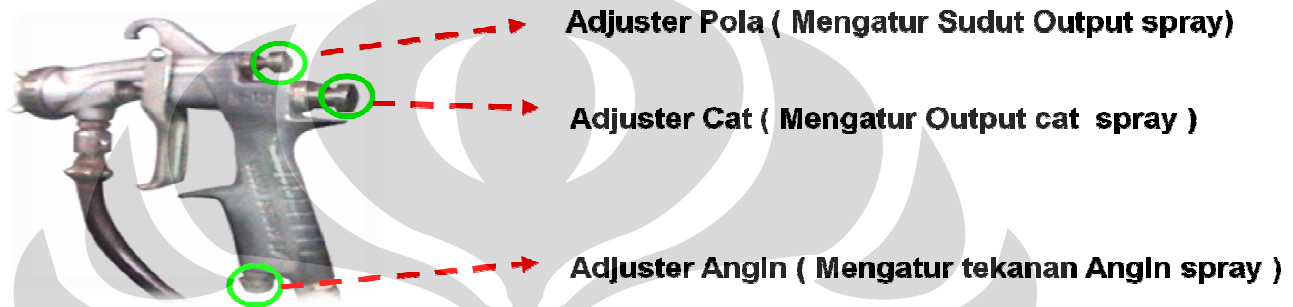 Adjuster Pola ( Mengatur Sudut Output spray)
Adjuster Cat ( Mengatur Output cat  spray )
Adjuster Angin ( Mengatur tekanan Angin spray )